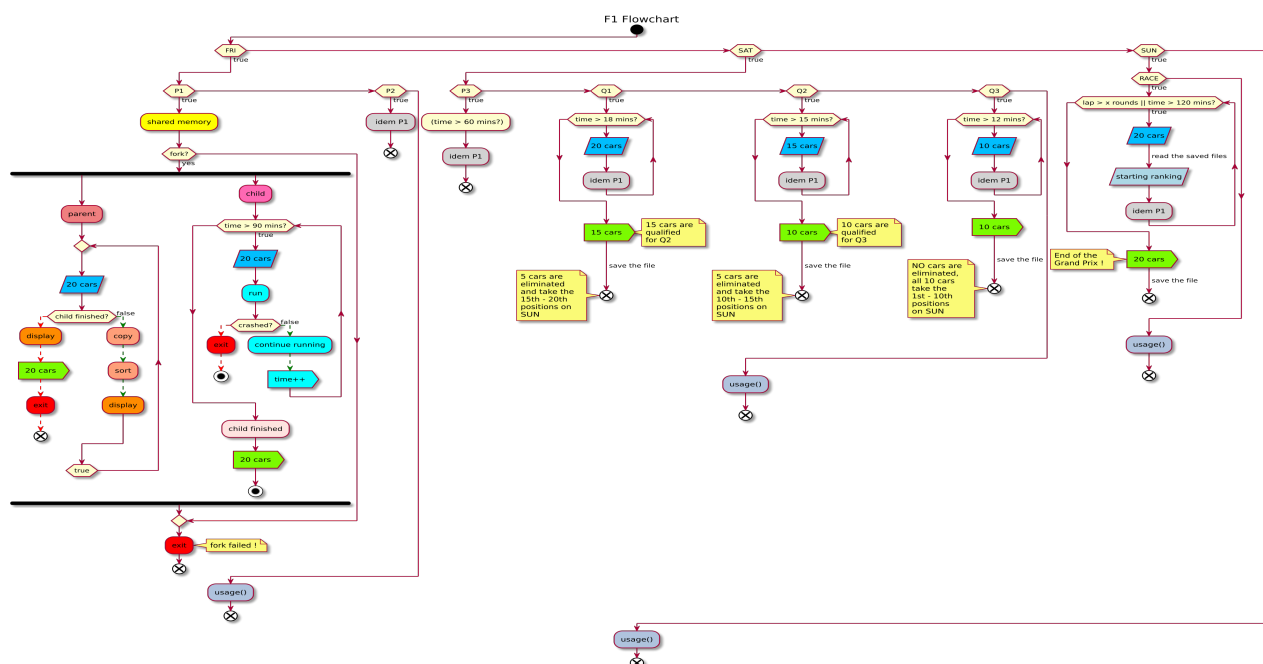 F1 Flowchart
FRI
true
SAT
true
SUN
true
P1
true
P2
true
P3
true
Q1
true
Q2
true
Q3
true
RACE
true
shared memory
idem P1
(time > 60 mins?)
idem P1
time > 18 mins?
true
20 cars
idem P1
15 cars
15 cars are
qualified
for Q2
save the file
5 cars are
eliminated
and take the
15th - 20th
positions on
SUN
time > 15 mins?
true
15 cars
idem P1
10 cars
10 cars are
qualified
for Q3
save the file
5 cars are
eliminated
and take the
10th - 15th
positions on
SUN
time > 12 mins?
true
10 cars
idem P1
10 cars
save the file
NO cars are
eliminated,
all 10 cars
take the
1st - 10th
positions
on SUN
lap > x rounds || time > 120 mins?
true
20 cars
read the saved files
starting ranking
idem P1
20 cars
End of the
Grand Prix !
save the file
usage()
fork?
yes
parent
20 cars
child finished?
false
display
20 cars
exit
copy
sort
display
true
child
time > 90 mins?
true
20 cars
run
crashed?
false
exit
continue running
time++
child finished
20 cars
exit
fork failed !
usage()
usage()
usage()